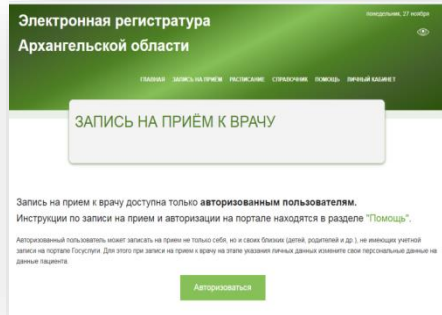 понедельник, 27 ноября
Электронная регистратура
Архангельской области
ГЛАВНАЯ ЗАПИСЬ НА ПРИЁМ РАСПИСАНИЕ СПРАВОЧНИК ПОМОЩЬ ЛИЧНЫЙ КАБИНЕТ
ЗАПИСЬ НА ПРИЁМ К ВРАЧУ
Запись на прием к врачу доступна только авторизованным пользователям.
Инструкции по записи на прием и авторизации на портале находятся в разделе "Помощь".
Авторизованный пользователь может записать на прием не только себя, но и своих близких (детей, родителей и др.), не имеющих учетной
записи на портале Госуслуги. Для этого при записи на прием к врачу на этапе указания личных данных измените свои персональные данные на
данные пациента
Авторизоваться